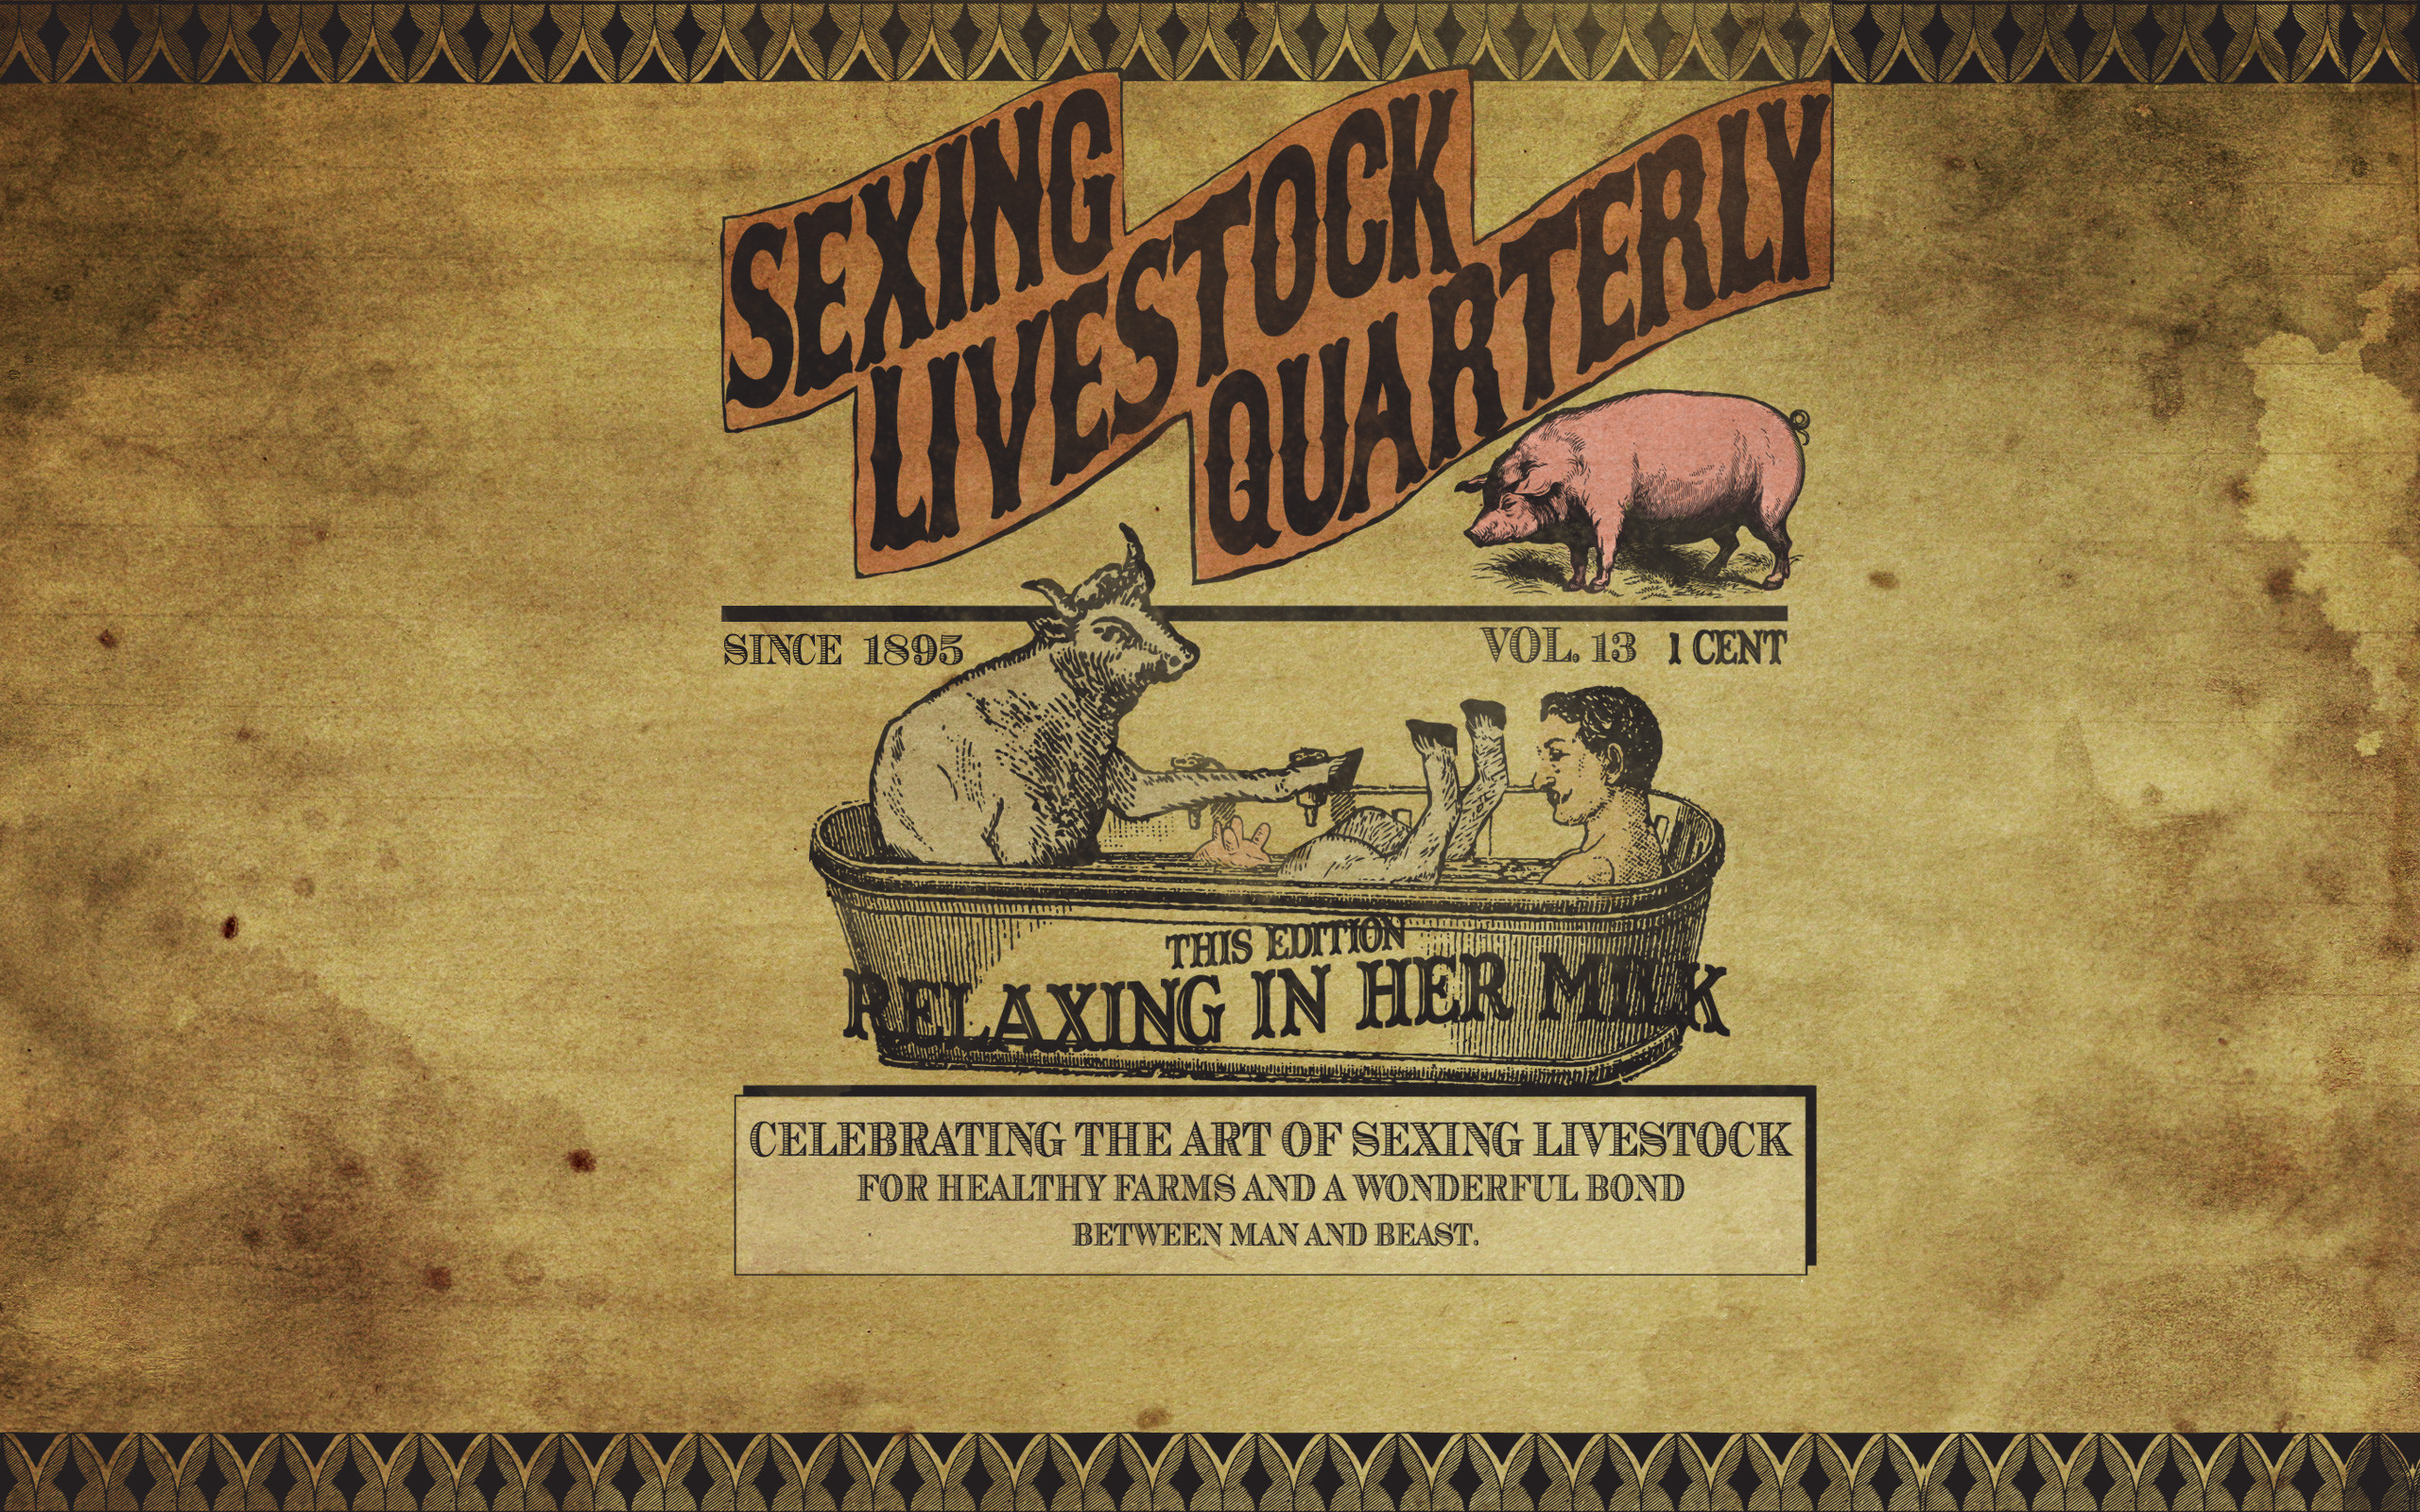 SEXING
LIVESTOCK
QUARTERLY
SINCE 1895
VOL. 13 1 CENT
THIS EDITION
RELAXING IN HER MILK
CELEBRATING THE ART OF SEXING LIVESTOCK
FOR HEALTHY FARMS AND A WONDERFUL BOND
BETWEEN MAN AND BEAST.